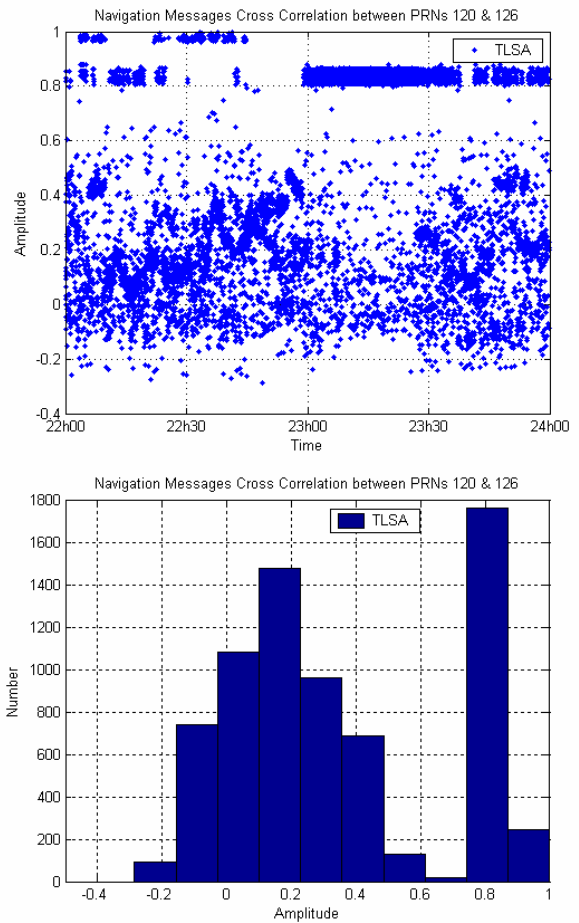 Navigation Messages Cross Correlation between PRNs 120 & 126
1
0.8
0.6
0.4
0.2
0
-0.2
-0.4
Amplitude
TLSA
22h00
22h30
23h00
23h30
24h00
Time
Navigation Messages Cross Correlation between PRNs 120 & 126
1800
1600
1400
1200
1000
800
600
400
200
0
Number
TLSA
-0.4
-0.2
0
0.2
0.4
0.6
0.8
1
Amplitude